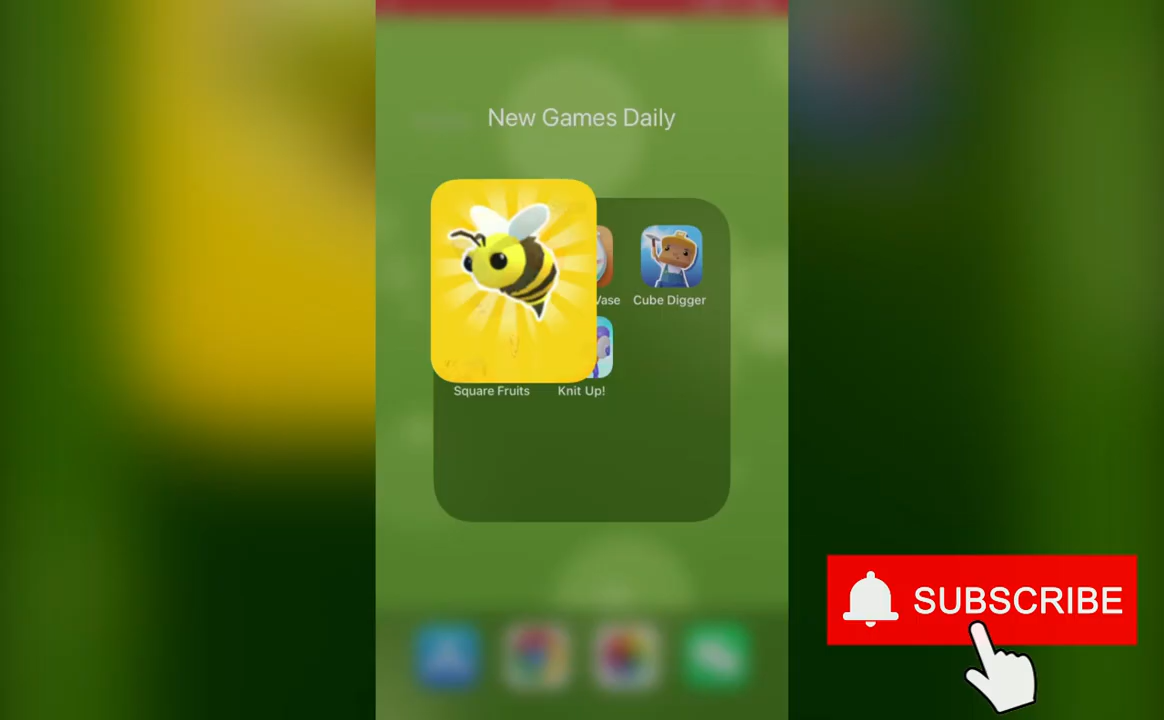 New Games Daily
Vase
Cube Digger
Square Fruits
Knit Up!
SUBSCRIBE